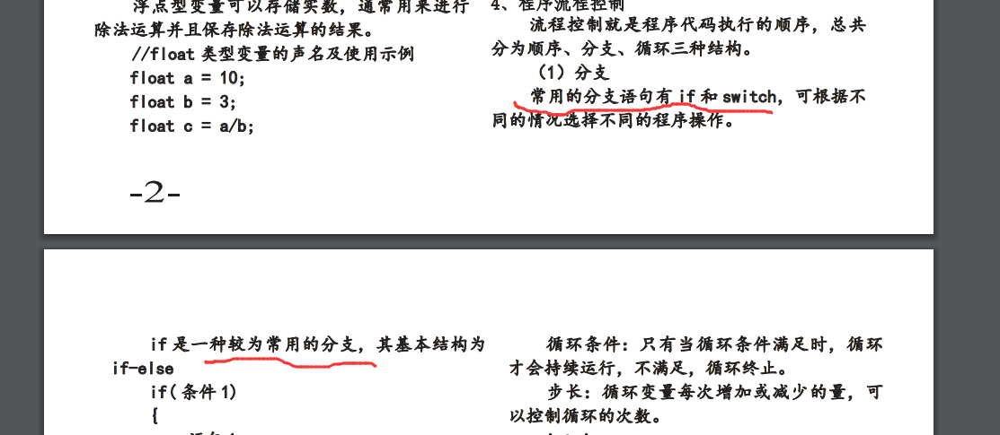 浮点型变量可以存储实数，通常用来进行
除法运算并且保存除法运算的结果。
//float 类型变量的声名及使用示例
float a = 10;
float b = 3;
float c = a/b;
4、程序流程控制
流程控制就是程序代码执行的顺序，总共
分为顺序、分支、循环三种结构。
（1）分支
常用的分支语句有 if 和 switch，可根据不
同的情况选择不同的程序操作。
-2-
if 是一种较为常用的分支，其基本结构为
if-else
if(条件 1)
{
循环条件：只有当循环条件满足时，循环
才会持续运行，不满足，循环终止。
步长：循环变量每次增加或减少的量，可
以控制循环的次数。